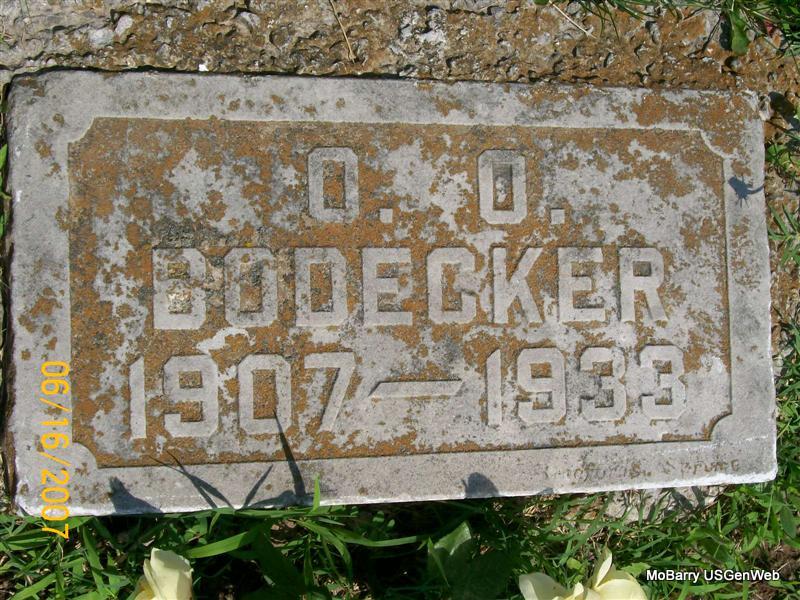 O. O.
BODECKER
1907 — 1933
06/16/2007
MoBarry USGenWeb